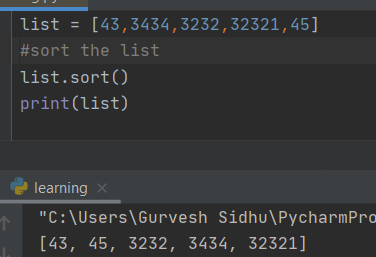 list = [43,3434,3232,32321,45]
#sort the list
list.sort()
print(list)
learning
"C:\Users\Gurvesh Sidhu\PycharmPro
[43, 45, 3232, 3434, 32321]